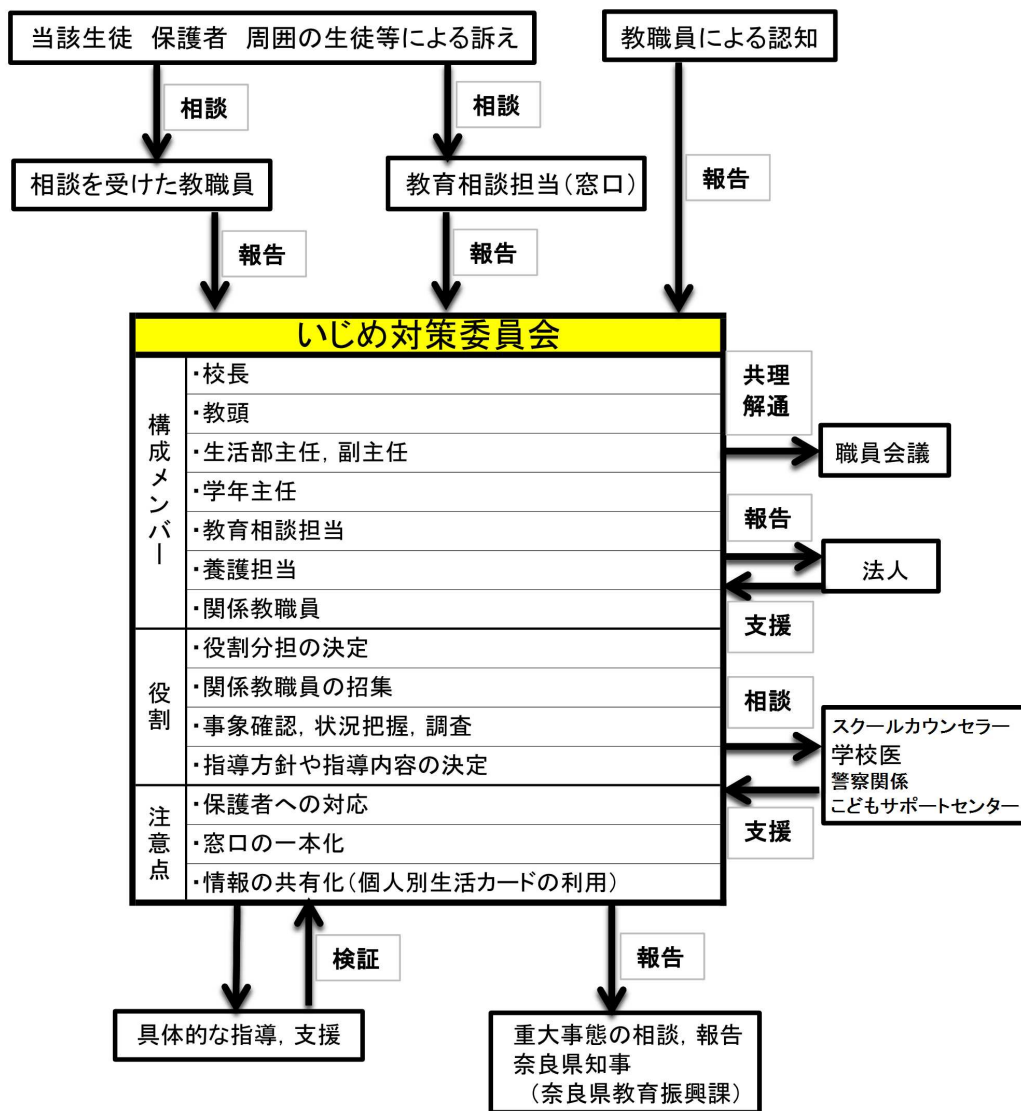 当該生徒　保護者　周囲の生徒等による訴え
教職員による認知
相談
相談
報告
相談を受けた教職員
教育相談担当（窓口）
報告
報告
いじめ対策委員会
構成メンバー
・校長
・教頭
・生活部主任，副主任
・学年主任
・教育相談担当
・養護担当
・関係教職員
役割
・役割分担の決定
・関係教職員の招集
・事象確認，状況把握，調査
・指導方針や指導内容の決定
注意点
・保護者への対応
・窓口の一本化
・情報の共有化（個人別生活カードの利用）
共理
解通
職員会議
報告
法人
支援
相談
スクールカウンセラー
学校医
警察関係
こどもサポートセンター
支援
検証
報告
具体的な指導，支援
重大事態の相談，報告
奈良県知事
（奈良県教育振興課）